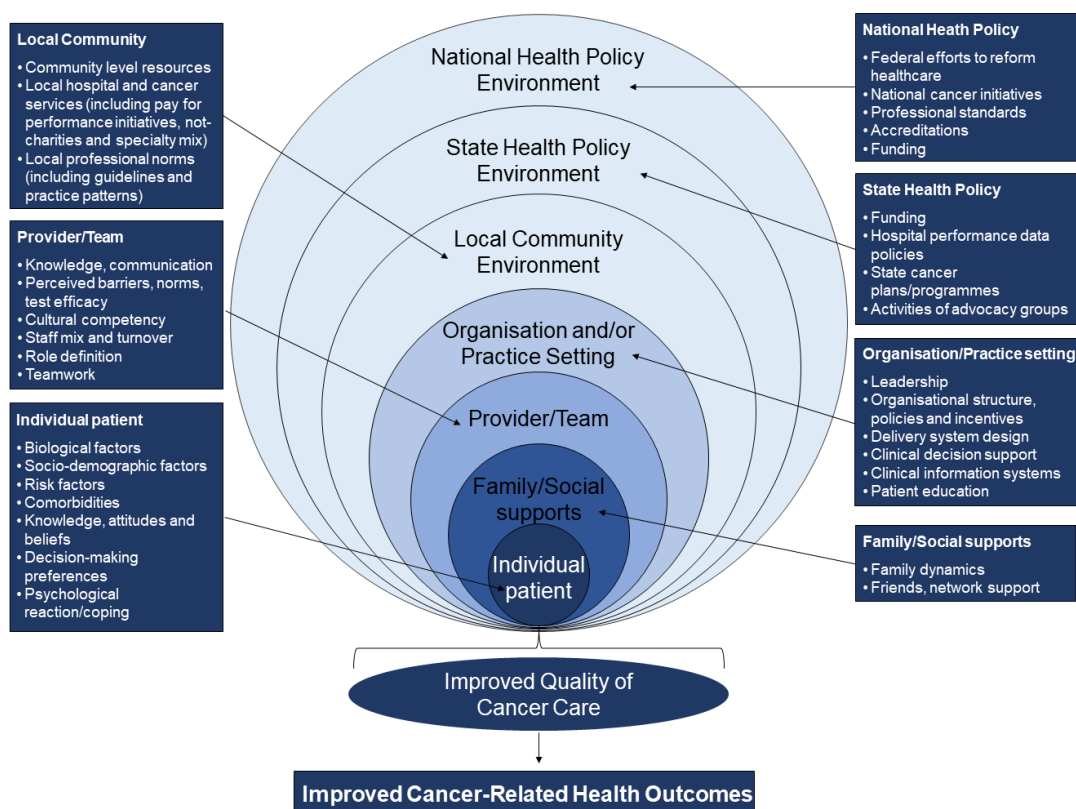 Local Community
• Community level resources
• Local hospital and cancer
services (including pay for
performance initiatives, not-
charities and specialty mix)
• Local professional norms
(including guidelines and
practice patterns)
Provider/Team
• Knowledge, communication
• Perceived barriers, norms,
test efficacy
• Cultural competency
• Staff mix and turnover
• Role definition
• Teamwork
Individual patient
• Biological factors
• Socio-demographic factors
• Risk factors
• Comorbidities
• Knowledge, attitudes and
beliefs
• Decision-making
preferences
• Psychological
reaction/coping
National Health Policy
Environment
State Health Policy
Environment
Local Community
Environment
Organisation and/or
Practice Setting
Provider/Team
Family/Social
supports
Individual
patient
National Heath Policy
• Federal efforts to reform
healthcare
• National cancer initiatives
• Professional standards
• Accreditations
• Funding
State Health Policy
• Funding
• Hospital performance data
policies
• State cancer
plans/programmes
• Activities of advocacy groups
Organisation/Practice setting
• Leadership
• Organisational structure,
policies and incentives
• Delivery system design
• Clinical decision support
• Clinical information systems
• Patient education
Family/Social supports
• Family dynamics
• Friends, network support
Improved Quality of
Cancer Care
Improved Cancer-Related Health Outcomes